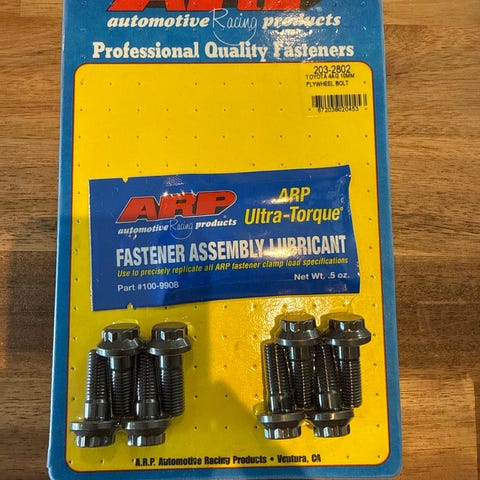 ARP
automotive Racing products
Professional Quality Fasteners
203-2802
TOYOTA 4AG 10MM
FLYWHEEL BOLT
672036020453
ARP
automotive Racing products
ARP
Ultra-Torque
FASTENER ASSEMBLY LUBRICANT
Use to precisely replicate all ARP fastener clamp load specifications
Part #100-9908
Net Wt. .5 oz.
A.R.P. Automotive Racing Products • Ventura, CA